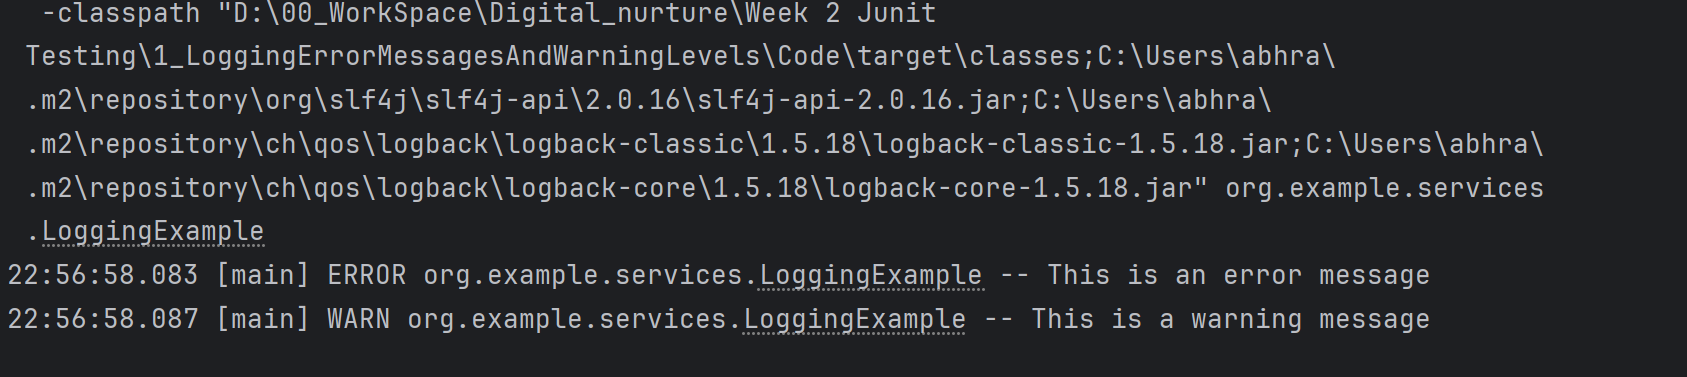 -classpath "D:\00_WorkSpace\Digital_nurture\Week 2 Junit
Testing\1_LoggingErrorMessagesAndWarningLevels\Code\target\classes;C:\Users\abhra\
.m2\repository\org\slf4j\slf4j-api\2.0.16\slf4j-api-2.0.16.jar;C:\Users\abhra\
.m2\repository\ch\qos\logback\logback-classic\1.5.18\logback-classic-1.5.18.jar;C:\Users\abhra\
.m2\repository\ch\qos\logback\logback-core\1.5.18\logback-core-1.5.18.jar" org.example.services
.LoggingExample
22:56:58.083 [main] ERROR org.example.services.LoggingExample -- This is an error message
22:56:58.087 [main] WARN org.example.services.LoggingExample -- This is a warning message